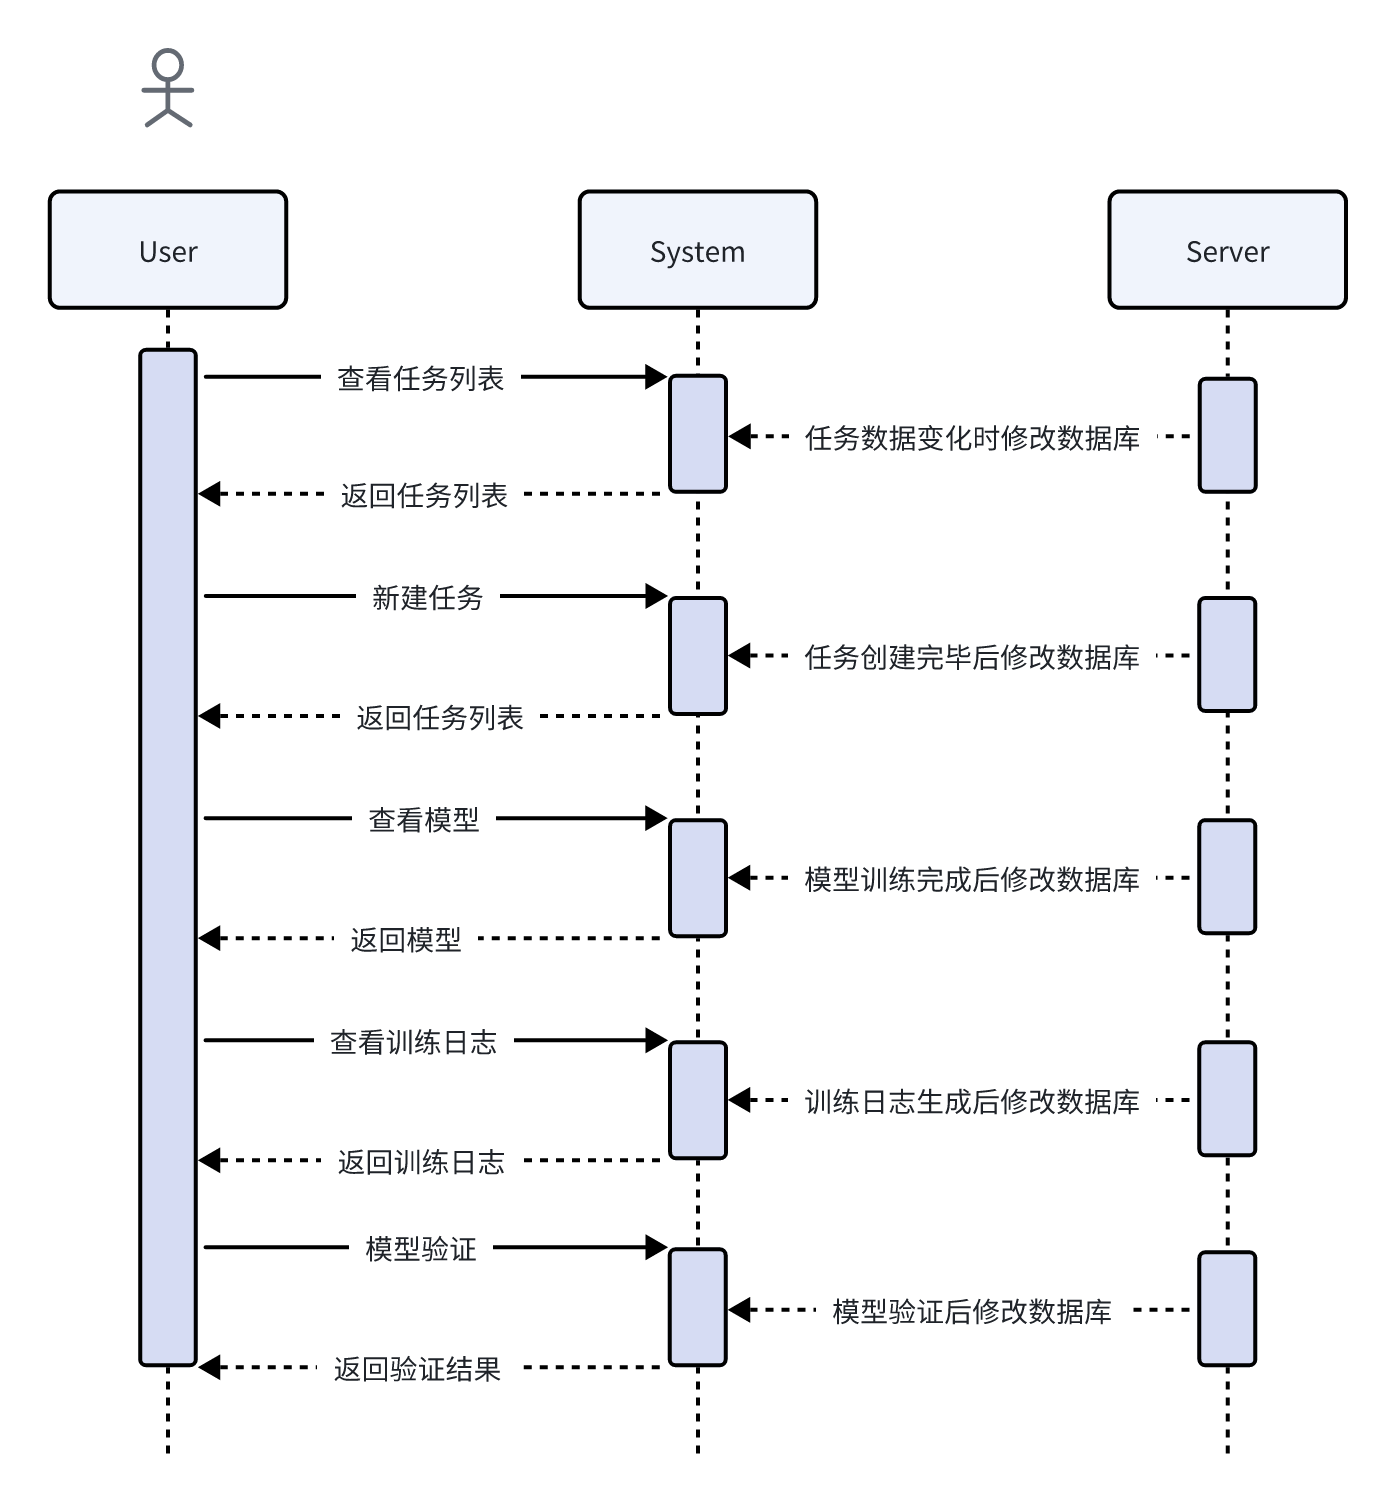 User
System
Server
查看任务列表
任务数据变化时修改数据库
返回任务列表
新建任务
任务创建完毕后修改数据库
返回任务列表
查看模型
模型训练完成后修改数据库
返回模型
查看训练日志
训练日志生成后修改数据库
返回训练日志
模型验证
模型验证后修改数据库
返回验证结果